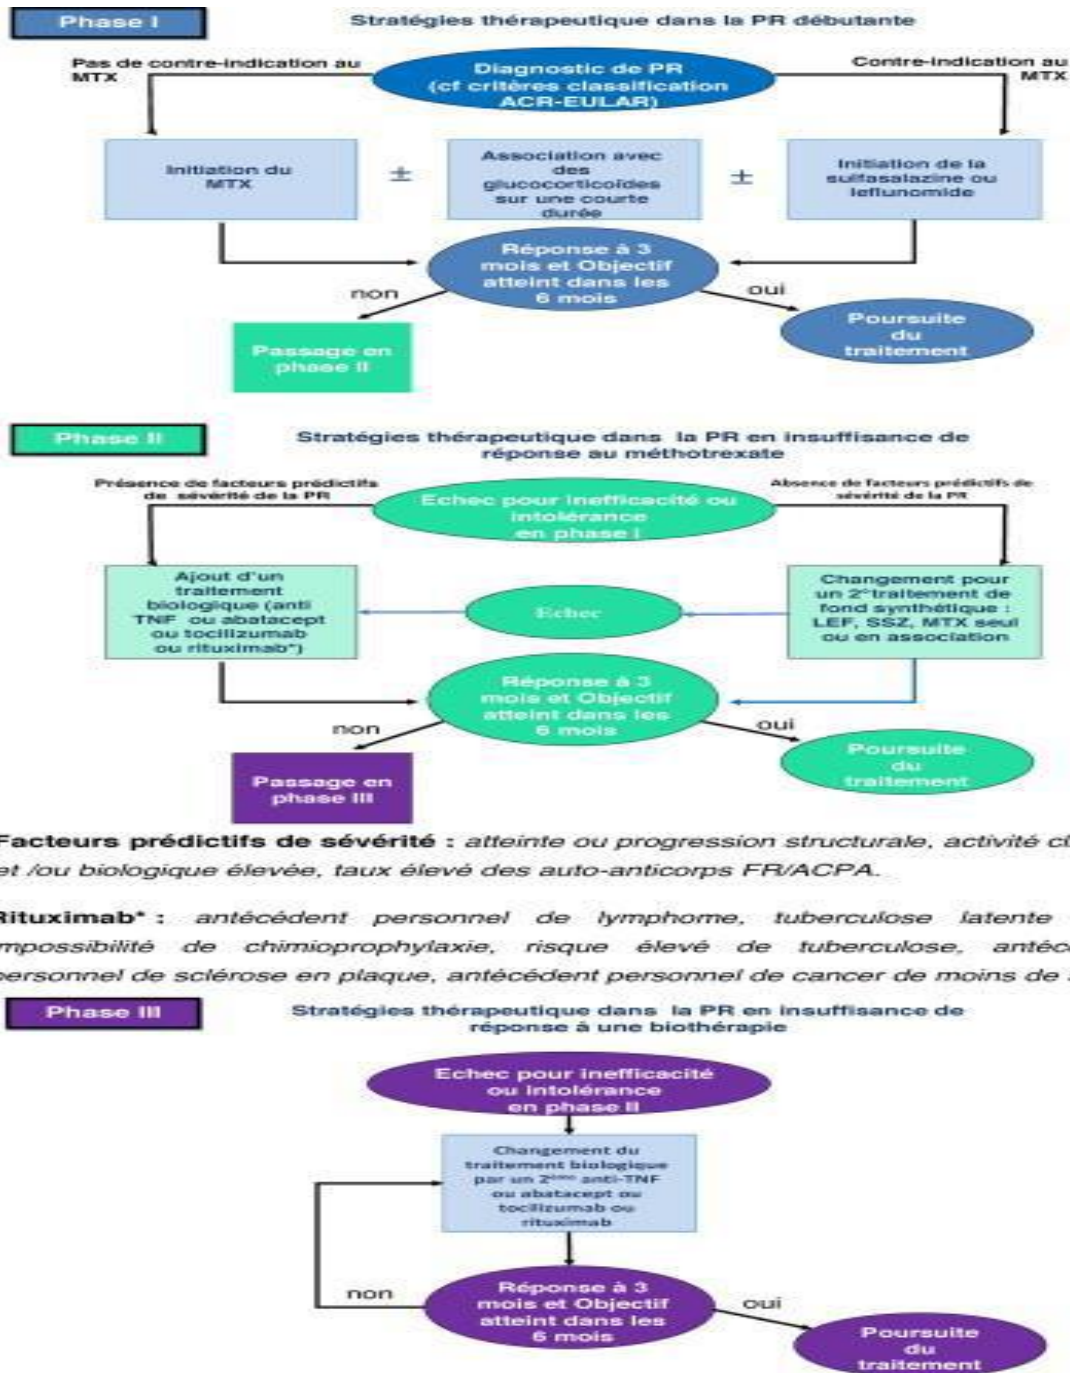 Phase I
Stratégies thérapeutique dans la PR débutante
Pas de contre-indication au
MTX
Diagnostic de PR
(cf critères classification
ACR-EULAR)
Contre-indication au
MTX
Initiation du
MTX
±
Association avec
des
glucocorticoïdes
sur une courte
durée
±
Initiation de la
sulfasalazine ou
leflunomide
Réponse à 3
mois et Objectif
atteint dans les
6 mois
non
oui
Passage en
phase II
Poursuite
du
traitement
Phase II
Stratégies thérapeutique dans la PR en insuffisance de
réponse au méthotrexate
Présence de facteurs prédictifs
de sévérité de la PR
Echec pour inefficacité ou
intolérance
en phase I
Absence de facteurs prédictifs de
sévérité de la PR
Ajout d'un
traitement
biologique (anti
TNF ou abatacept
ou tocilizumab
ou rituximab*)
Echec
Changement pour
un 2°traitement de
fond synthétique :
LEF, SSZ, MTX seul
ou en association
Réponse à 3
mois et Objectif
atteint dans les
6 mois
non
oui
Passage en
phase III
Poursuite
du
traitement
Facteurs prédictifs de sévérité : atteinte ou progression structurale, activité
et /ou biologique élevée, taux élevé des auto-anticorps FR/ACPA.
Rituximab* : antécédent personnel de lymphome, tuberculose latente
impossibilité de chimioprophylaxie, risque élevé de tuberculose,
personnel de sclérose en plaque, antécédent personnel de cancer de moins de
Phase III
Stratégies thérapeutique dans la PR en insuffisance de
réponse à une biothérapie
Echec pour inefficacité
ou intolérance
en phase II
Changement du
traitement biologique
par un 2ème anti-TNF
ou abatacept ou
tocilizumab ou
rituximab
Réponse à 3
mois et Objectif
atteint dans les
6 mois
non
oui
Poursuite
du
traitement